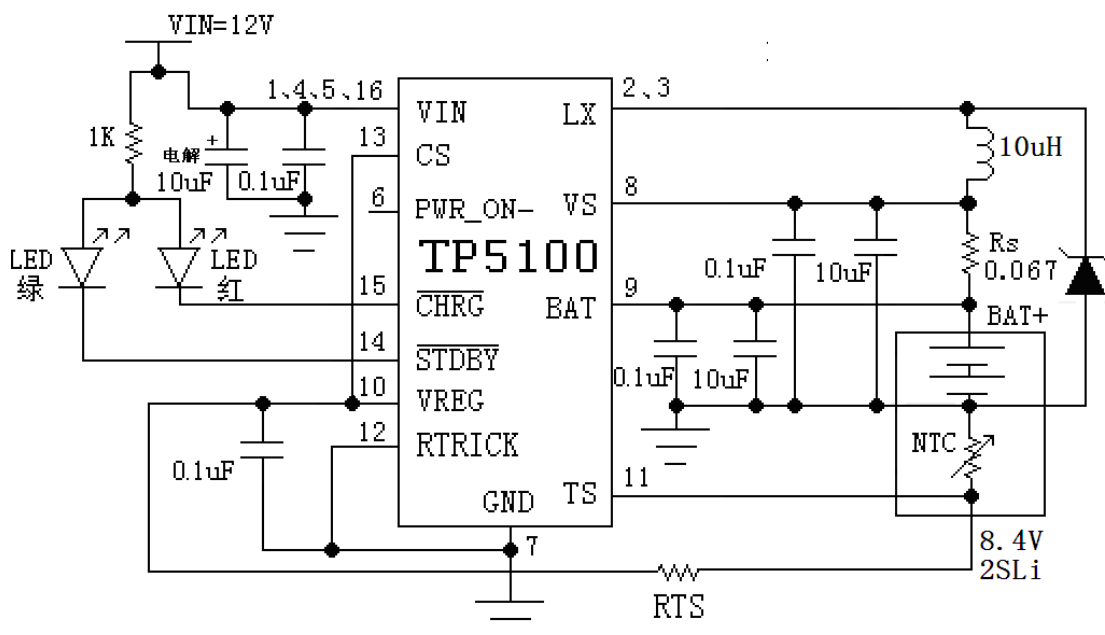 VIN=12V
1、4、5、16
VIN
LX
2、3
1K
电解
+
10uF
0.1uF
13
CS
10uH
6
PWR_ON-
VS
8
TP5100
LED
绿
LED
红
0.1uF
10uF
Rs
0.067
15
CHRG
BAT
9
BAT+
14
STDBY
0.1uF
10uF
10
VREG
12
RTRICK
NTC
0.1uF
GND
TS
11
7
8.4V
2SLi
RTS